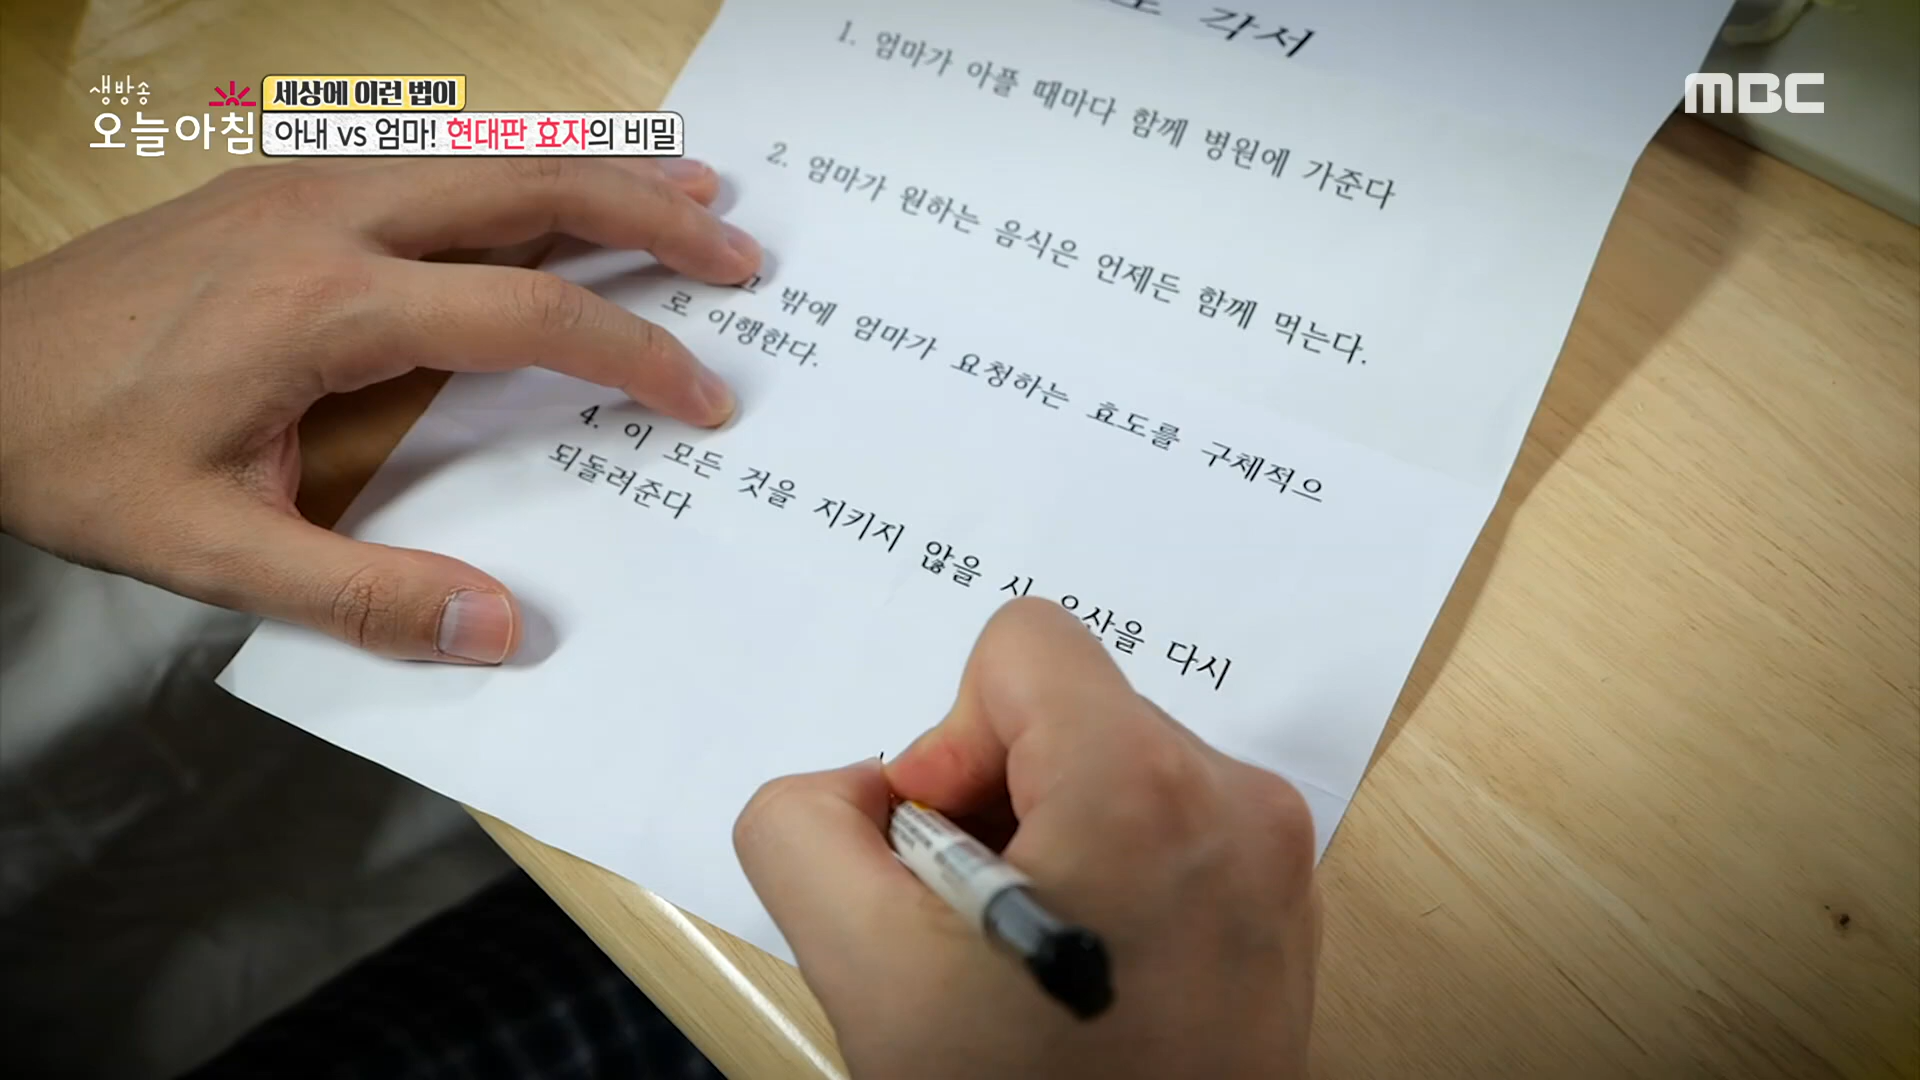 생방송
오늘아침
세상에 이런 법이
아내 vs 엄마! 현대판 효자의 비밀
MBC
각서
1. 엄마가 아플 때마다 함께 병원에 가준다
2. 엄마가 원하는 음식은 언제든 함께 먹는다.
밖에 엄마가 요청하는 효도를 구체적으
로 이행한다.
4. 이 모든 것을 지키지 않을 시 다시
되돌려준다